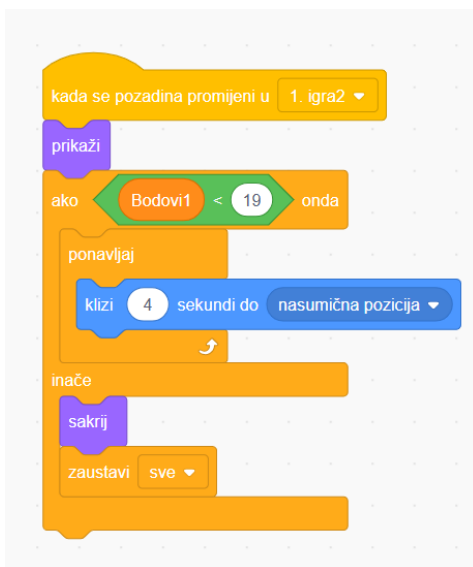 kada se pozadina promijeni u 1. igra2
prikaži
ako Bodovi1 < 19 onda
ponavljaj
klizi 4 sekundi do nasumična pozicija
inače
sakrij
zaustavi sve